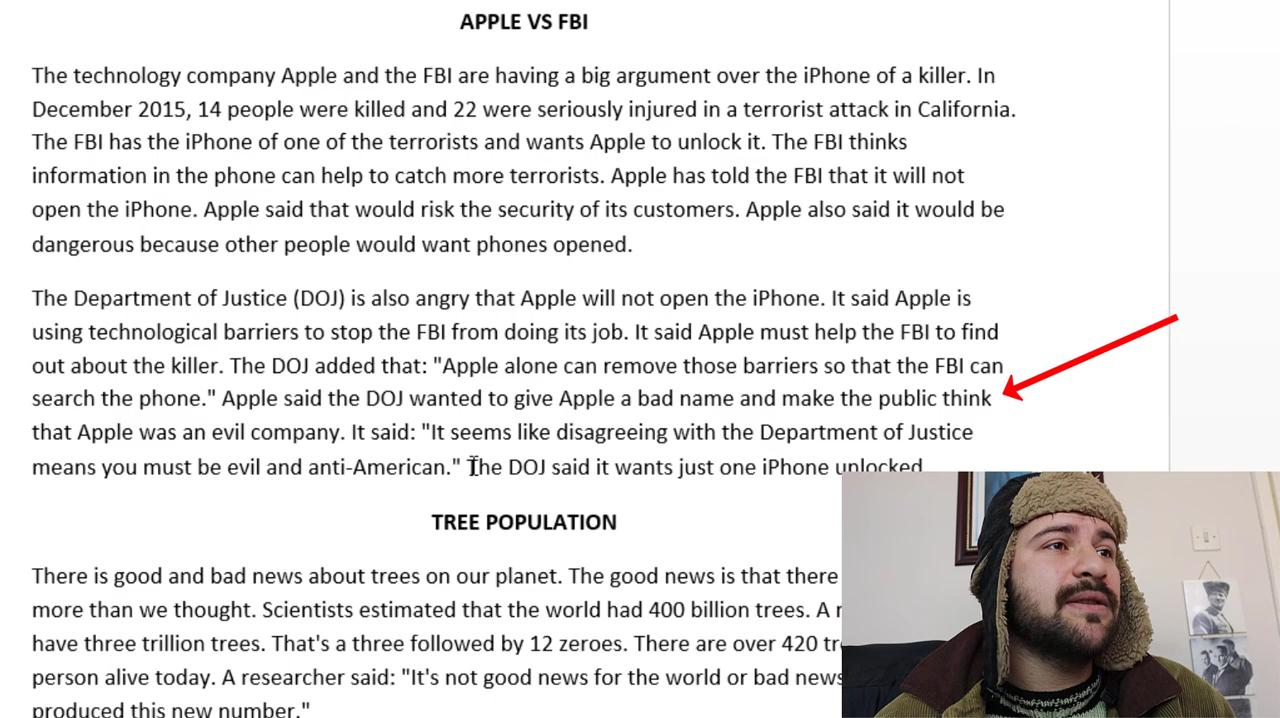 APPLE VS FBI
The technology company Apple and the FBI are having a big argument over the iPhone of a killer. In
December 2015, 14 people were killed and 22 were seriously injured in a terrorist attack in California.
The FBI has the iPhone of one of the terrorists and wants Apple to unlock it. The FBI thinks
information in the phone can help to catch more terrorists. Apple has told the FBI that it will not
open the iPhone. Apple said that would risk the security of its customers. Apple also said it would be
dangerous because other people would want phones opened.
The Department of Justice (DOJ) is also angry that Apple will not open the iPhone. It said Apple is
using technological barriers to stop the FBI from doing its job. It said Apple must help the FBI to find
out about the killer. The DOJ added that: "Apple alone can remove those barriers so that the FBI can
search the phone." Apple said the DOJ wanted to give Apple a bad name and make the public think
that Apple was an evil company. It said: "It seems like disagreeing with the Department of Justice
means you must be evil and anti-American." The DOJ said it wants just one iPhone unlocked
TREE POPULATION
There is good and bad news about trees on our planet. The good news is that there
more than we thought. Scientists estimated that the world had 400 billion trees. A
have three trillion trees. That's a three followed by 12 zeroes. There are over 420
person alive today. A researcher said: "It's not good news for the world or bad news
produced this new number."